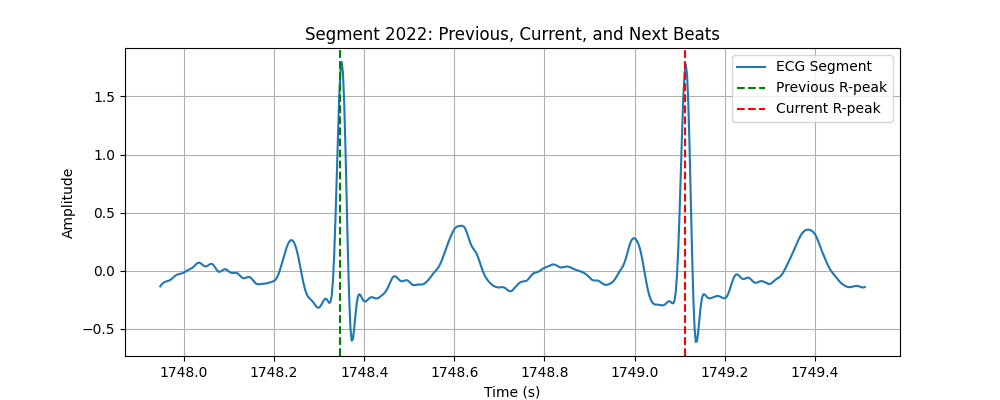 Segment 2022: Previous, Current, and Next Beats
ECG Segment
Previous R-peak
Current R-peak
Amplitude
1.5
1.0
0.5
0.0
−0.5
1748.0 1748.2 1748.4 1748.6 1748.8 1749.0 1749.2 1749.4
Time (s)